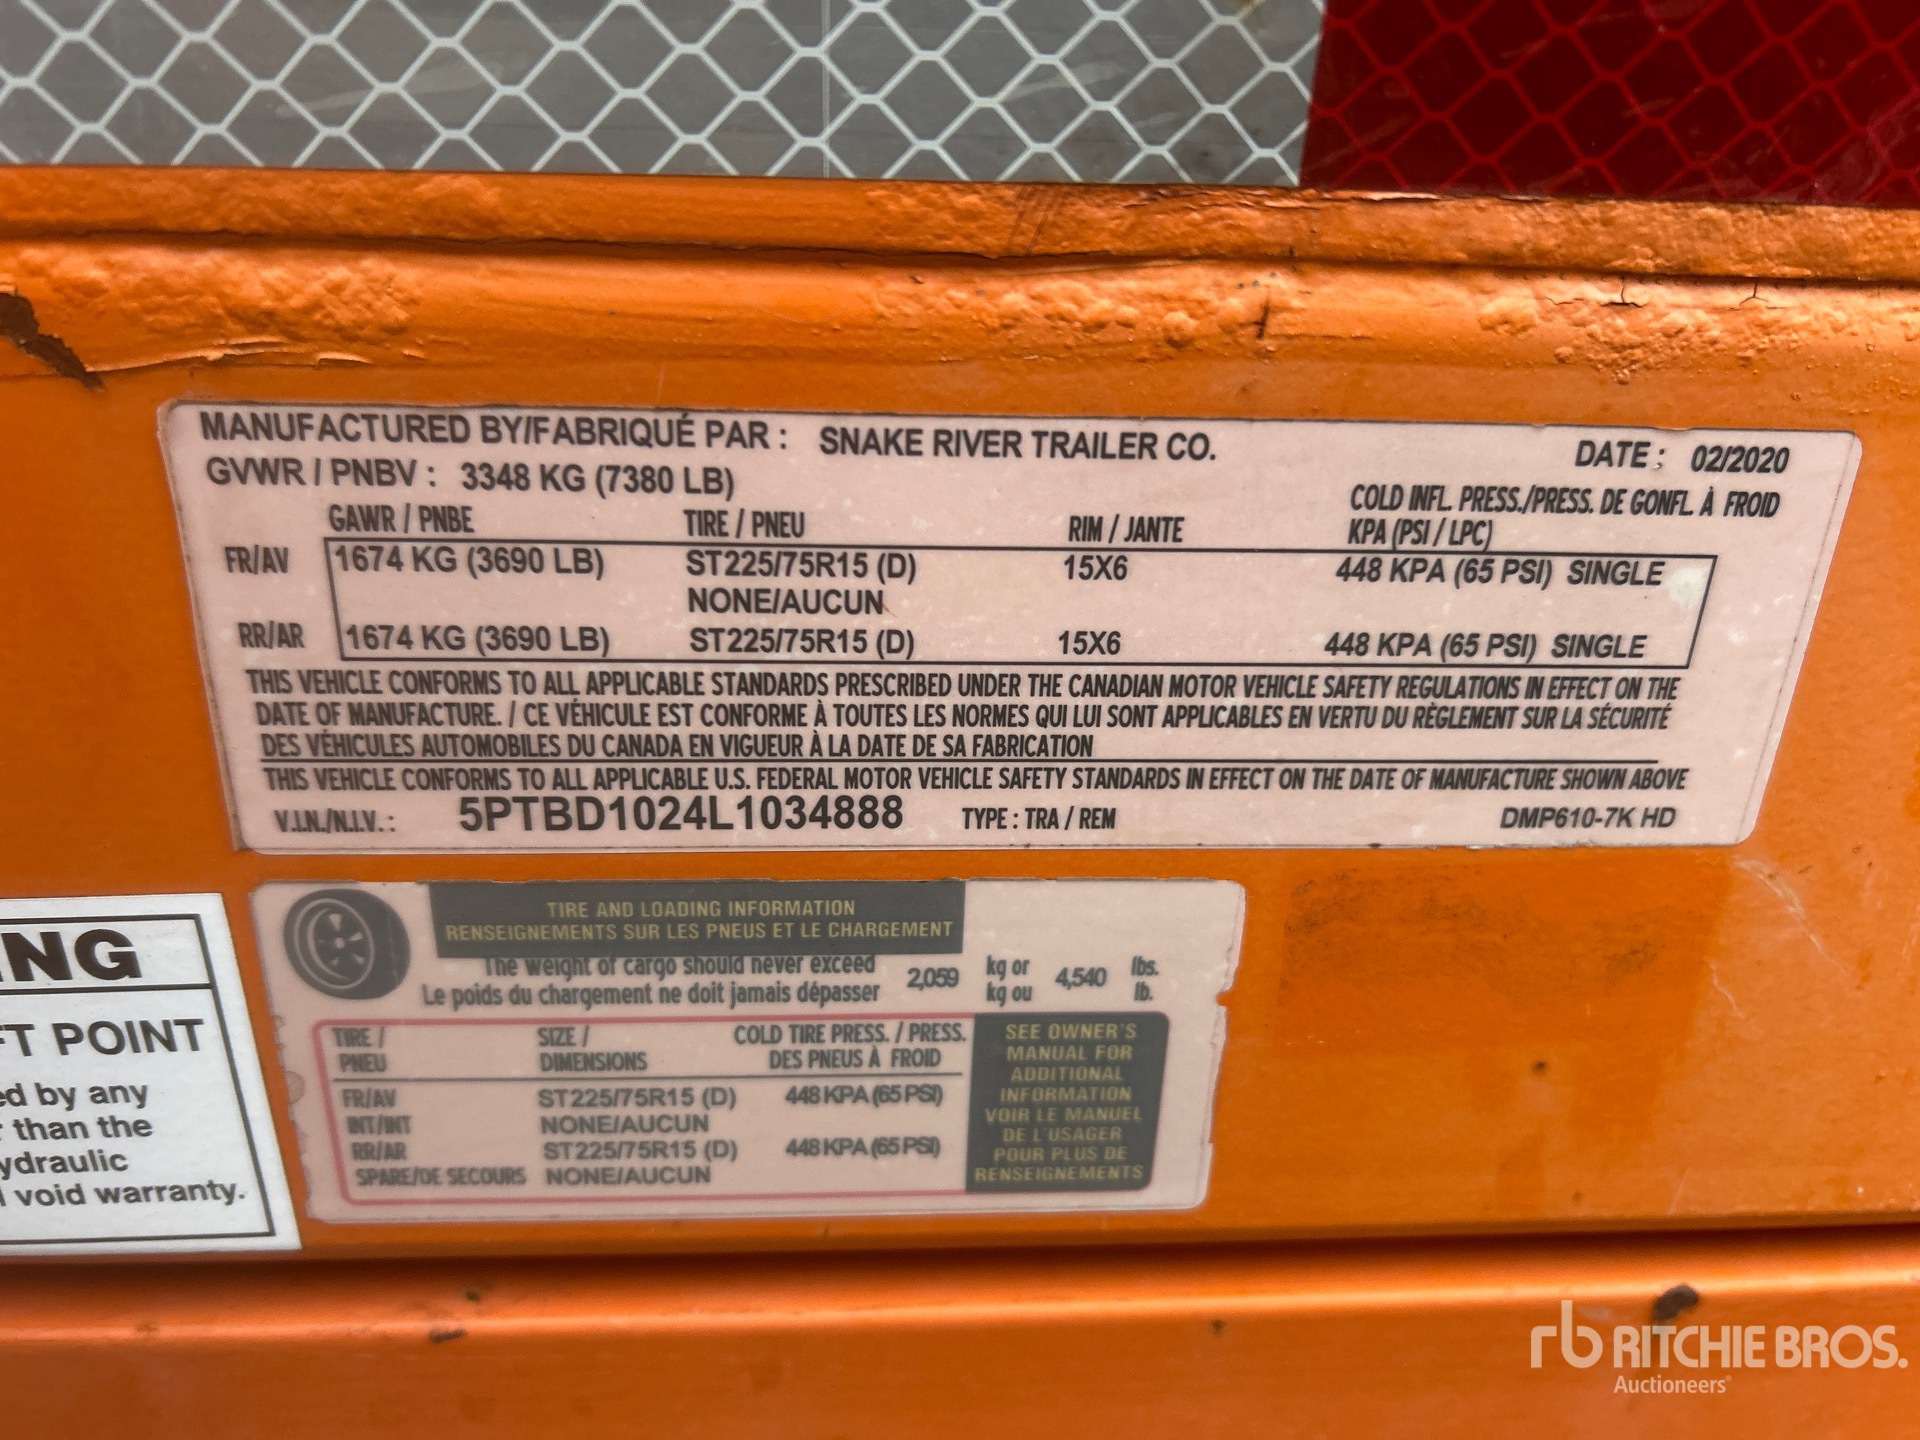 MANUFACTURED BY/FABRIQUÉ PAR : SNAKE RIVER TRAILER CO. DATE : 02/2020
GVWR / PNBV : 3348 KG (7380 LB)
COLD INFL. PRESS./PRESS. DE GONFL. À FROID
GAWR / PNBE TIRE / PNEU RIM / JANTE KPA (PSI / LPC)
FR/AV 1674 KG (3690 LB) ST225/75R15 (D) 15X6 448 KPA (65 PSI) SINGLE
NONE/AUCUN
RR/AR 1674 KG (3690 LB) ST225/75R15 (D) 15X6 448 KPA (65 PSI) SINGLE
THIS VEHICLE CONFORMS TO ALL APPLICABLE STANDARDS PRESCRIBED UNDER THE CANADIAN MOTOR VEHICLE SAFETY REGULATIONS IN EFFECT ON THE
DATE OF MANUFACTURE. / CE VÉHICULE EST CONFORME À TOUTES LES NORMES QUI LUI SONT APPLICABLES EN VERTU DU RÈGLEMENT SUR LA SÉCURITÉ
DES VÉHICULES AUTOMOBILES DU CANADA EN VIGUEUR À LA DATE DE SA FABRICATION
THIS VEHICLE CONFORMS TO ALL APPLICABLE U.S. FEDERAL MOTOR VEHICLE SAFETY STANDARDS IN EFFECT ON THE DATE OF MANUFACTURE SHOWN ABOVE
V.I.N./N.I.V. : 5PTBD1024L1034888 TYPE : TRA / REM DMP610-7K HD
TIRE AND LOADING INFORMATION
RENSEIGNEMENTS SUR LES PNEUS ET LE CHARGEMENT
The weight of cargo should never exceed 2,059 kg or 4,540 lbs.
Le poids du chargement ne doit jamais dépasser kg ou lb.
TIRE / SIZE / COLD TIRE PRESS. / PRESS.
PNEU DIMENSIONS DES PNEUS À FROID
FR/AV ST225/75R15 (D) 448 KPA (65 PSI)
INT/INT NONE/AUCUN
RR/AR ST225/75R15 (D) 448 KPA (65 PSI)
SPARE/DE SECOURS NONE/AUCUN
SEE OWNER'S
MANUAL FOR
ADDITIONAL
INFORMATION
VOIR LE MANUEL
DE L'USAGER
POUR PLUS DE
RENSEIGNEMENTS
NG
FT POINT
ed by any
than the
ydraulic
void warranty.
rb RITCHIE BROS.
Auctioneers